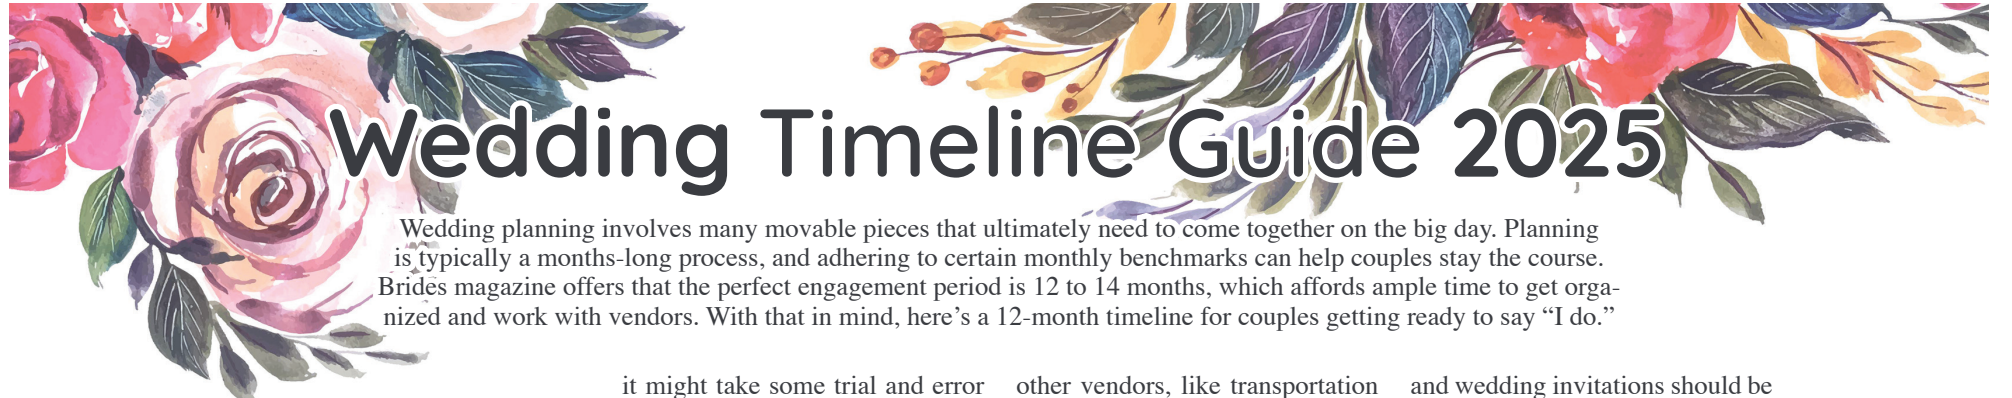 Wedding Timeline Guide 2025
Wedding planning involves many movable pieces that ultimately need to come together on the big day. Planning
is typically a months-long process, and adhering to certain monthly benchmarks can help couples stay the course.
Brides magazine offers that the perfect engagement period is 12 to 14 months, which affords ample time to get orga-
nized and work with vendors. With that in mind, here’s a 12-month timeline for couples getting ready to say “I do.”
it might take some trial and error
other vendors, like transportation
and wedding invitations should be